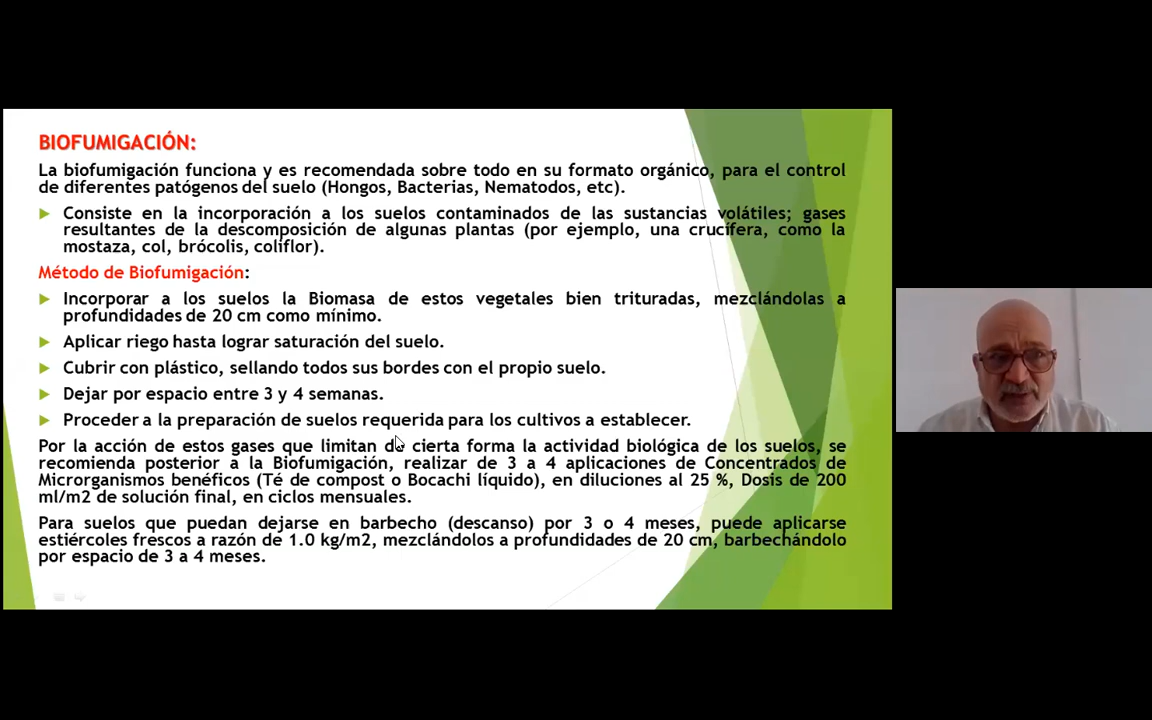 BIOFUMIGACIÓN:
La biofumigación funciona y es recomendada sobre todo en su formato orgánico, para el control
de diferentes patógenos del suelo (Hongos, Bacterias, Nematodos, etc).
Consiste en la incorporación a los suelos contaminados de las sustancias volátiles; gases
resultantes de la descomposición de algunas plantas (por ejemplo, una crucífera, como la
mostaza, col, brócolis, coliflor).
Método de Biofumigación:
Incorporar a los suelos la Biomasa de estos vegetales bien trituradas, mezclándolas a
profundidades de 20 cm como mínimo.
Aplicar riego hasta lograr saturación del suelo.
Cubrir con plástico, sellando todos sus bordes con el propio suelo.
Dejar por espacio entre 3 y 4 semanas.
Proceder a la preparación de suelos requerida para los cultivos a establecer.
Por la acción de estos gases que limitan de cierta forma la actividad biológica de los suelos, se
recomienda posterior a la Biofumigación, realizar de 3 a 4 aplicaciones de Concentrados de
Microrganismos benéficos (Té de compost o Bocachi líquido), en diluciones al 25 %, Dosis de 200
ml/m2 de solución final, en ciclos mensuales.
Para suelos que puedan dejarse en barbecho (descanso) por 3 o 4 meses, puede aplicarse
estiércoles frescos a razón de 1.0 kg/m2, mezclándolos a profundidades de 20 cm, barbechándolo
por espacio de 3 a 4 meses.